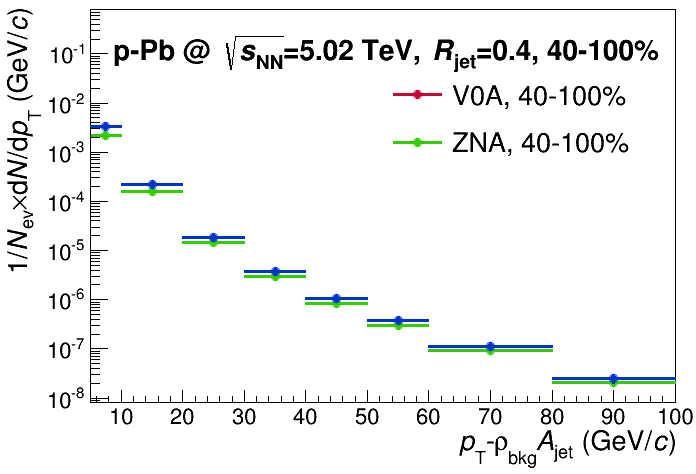 p-Pb @ √sNN=5.02 TeV, Rjet=0.4, 40-100%
V0A, 40-100%
ZNA, 40-100%
1/Nev×dN/dpT (GeV/c)
10⁻¹
10⁻²
10⁻³
10⁻⁴
10⁻⁵
10⁻⁶
10⁻⁷
10⁻⁸
10 20 30 40 50 60 70 80 90 100
pT-ρbkgAjet (GeV/c)